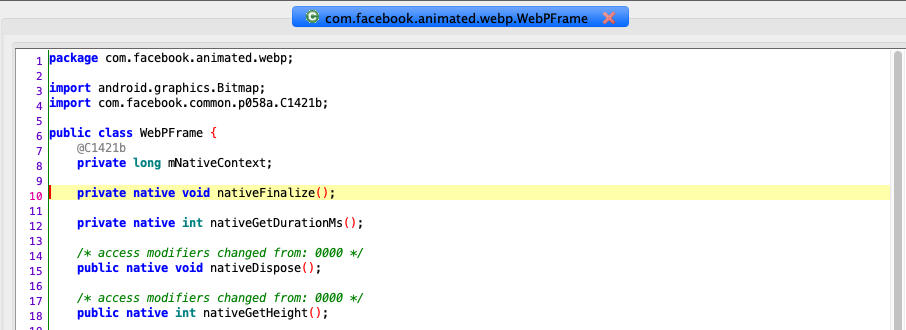 com.facebook.animated.webp.WebPFrame
1 package com.facebook.animated.webp;
2
3 import android.graphics.Bitmap;
4 import com.facebook.common.p058a.C1421b;
5
6 public class WebPFrame {
7 @C1421b
8 private long mNativeContext;
9
10 private native void nativeFinalize();
11
12 private native int nativeGetDurationMs();
13
14 /* access modifiers changed from: 0000 */
15 public native void nativeDispose();
16
17 /* access modifiers changed from: 0000 */
18 public native int nativeGetHeight();